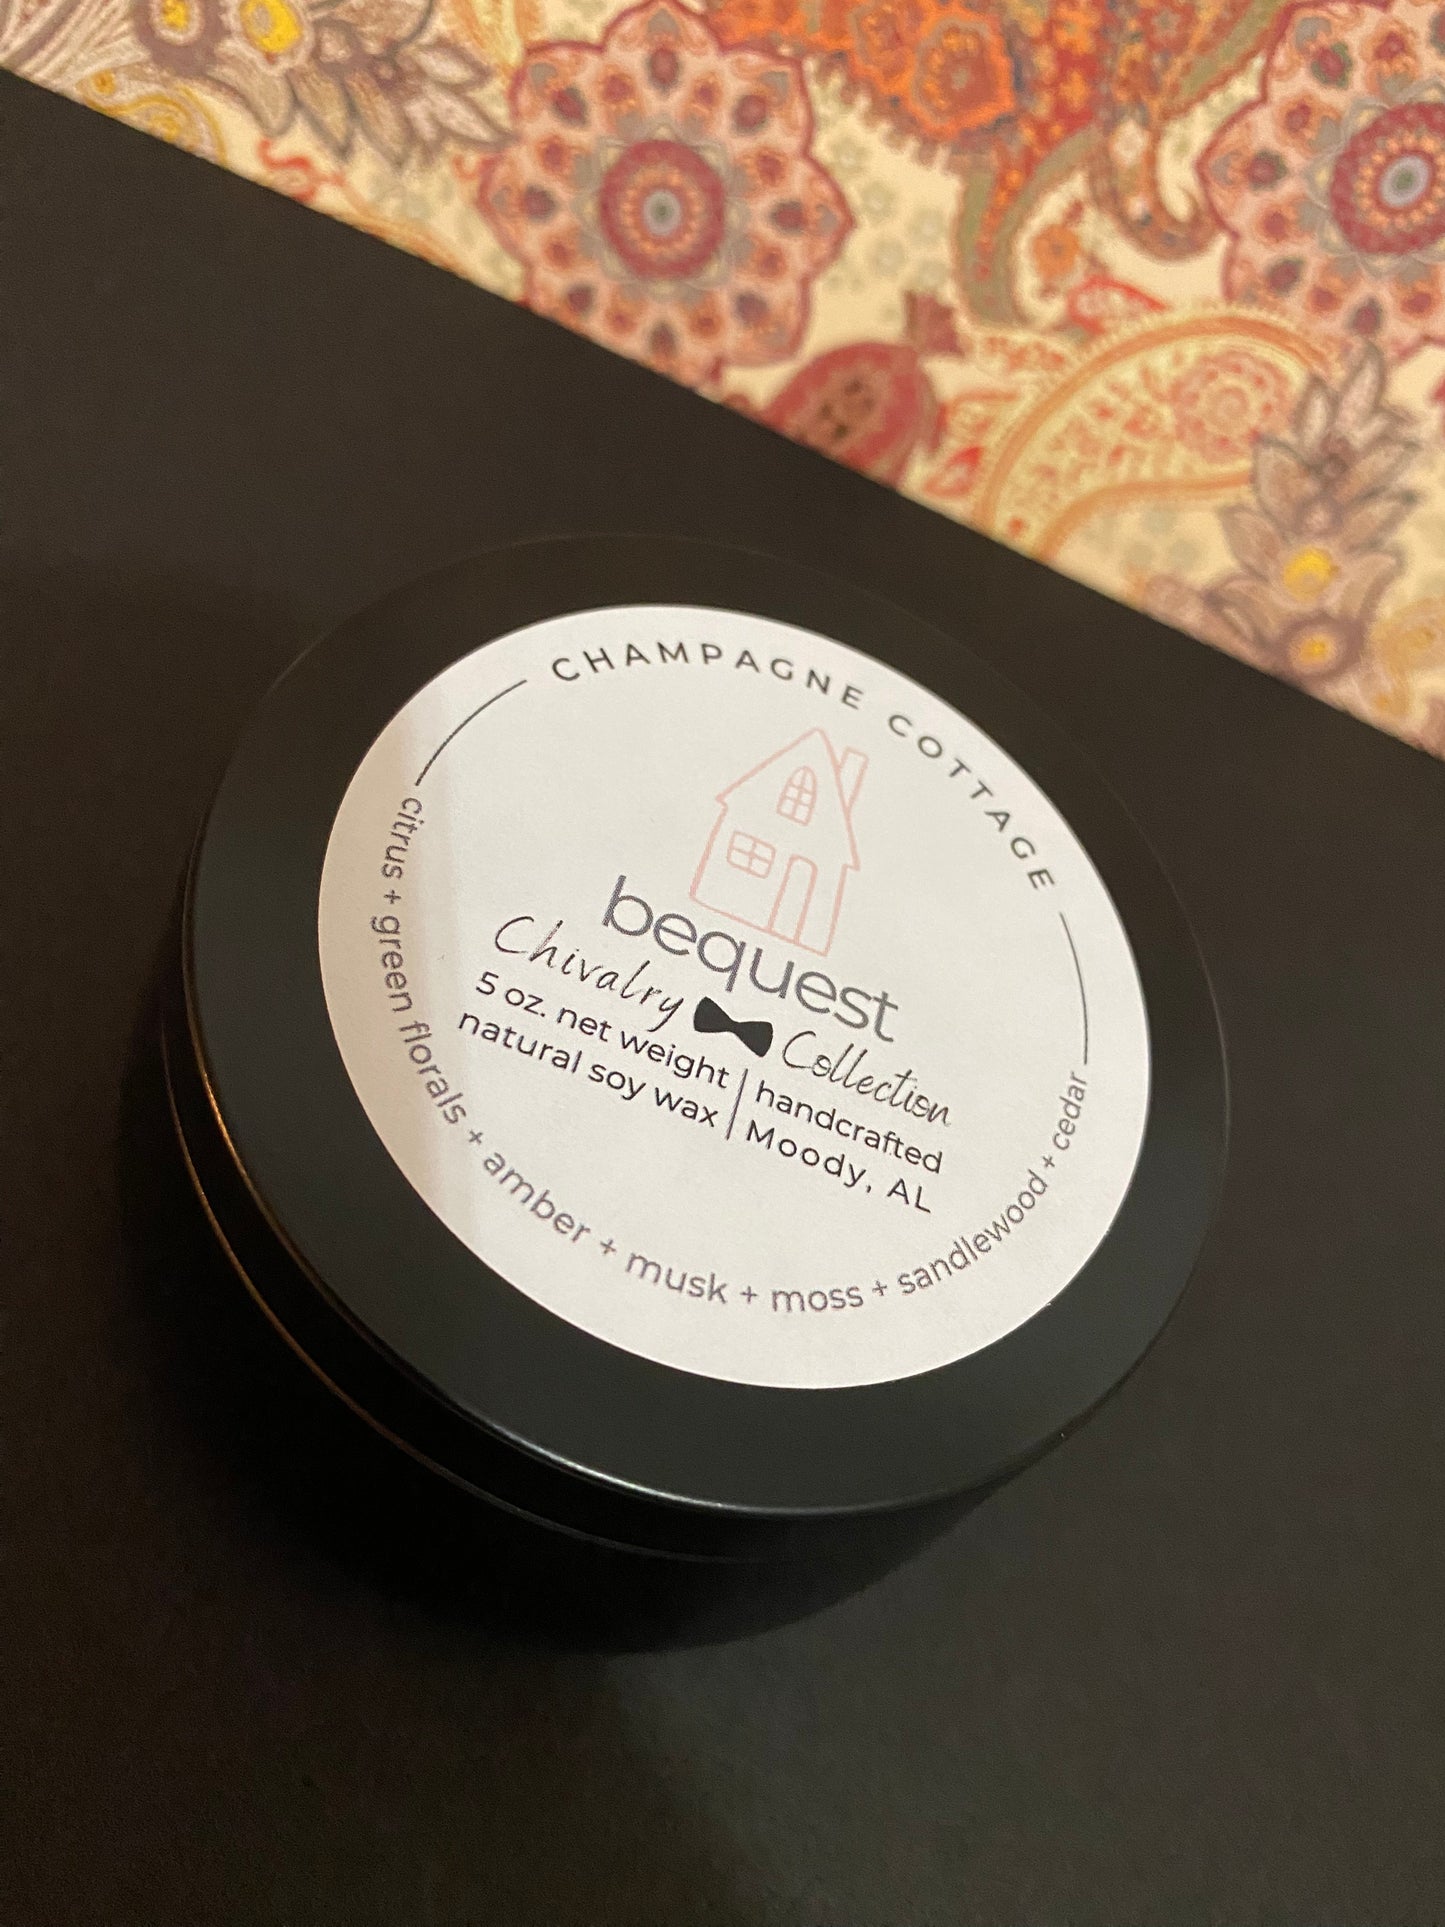 CHAMPAGNE COTTAGE
bequest
Chivalry Collection
5 oz. net weight | handcrafted
natural soy wax | Moody, AL
citrus + green florals + amber + musk + moss + sandlewood + cedar